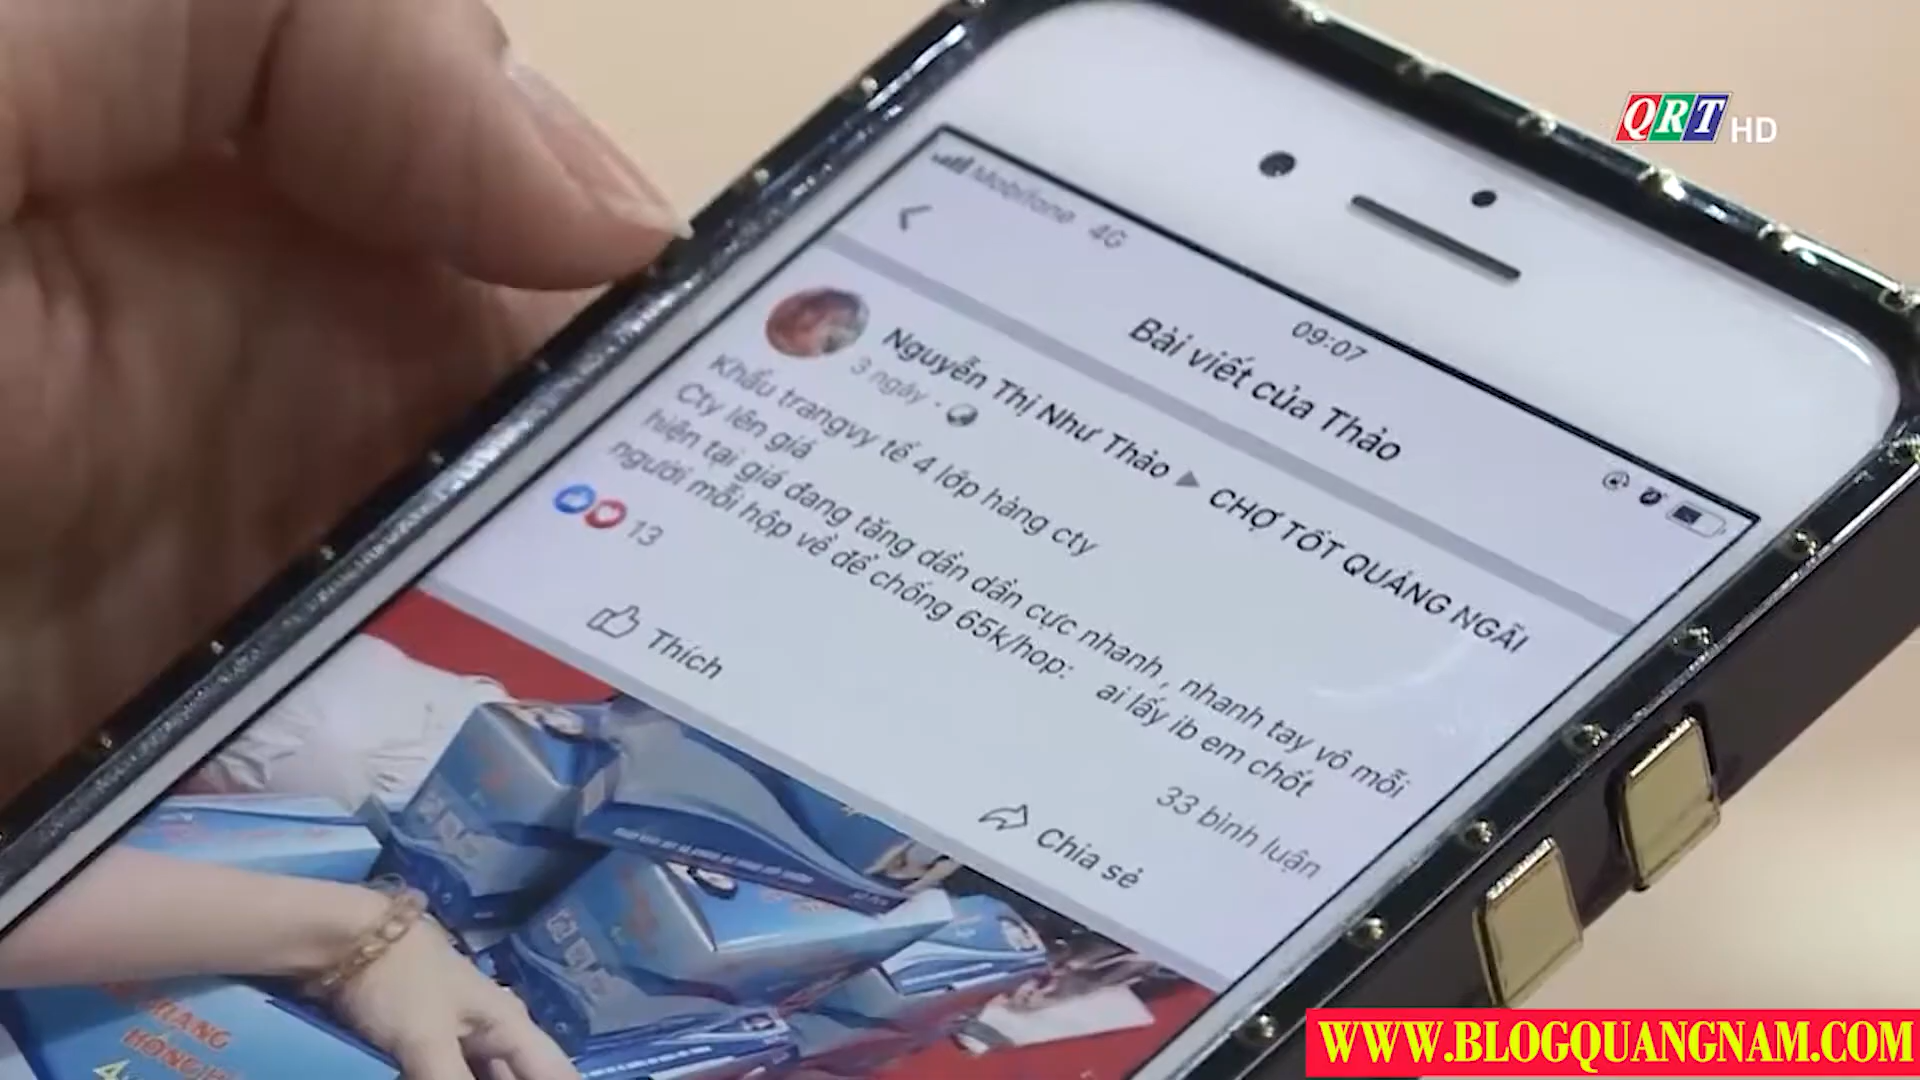 QRT HD
Mobifone 4G
09:07
Bài viết của Thảo
Nguyễn Thị Như Thảo ▶ CHỢ TỐT QUẢNG NGÃI
3 ngày ·
Khẩu trangvy tế 4 lớp hàng cty
Cty lên giá
hiện tại giá đang tăng dần dần cực nhanh, nhanh tay vô mỗi
người mỗi hộp về để chống 65k/hop: ai lấy ib em chốt
13
33 bình luận
Thích
Chia sẻ
WWW.BLOGQUANGNAM.COM